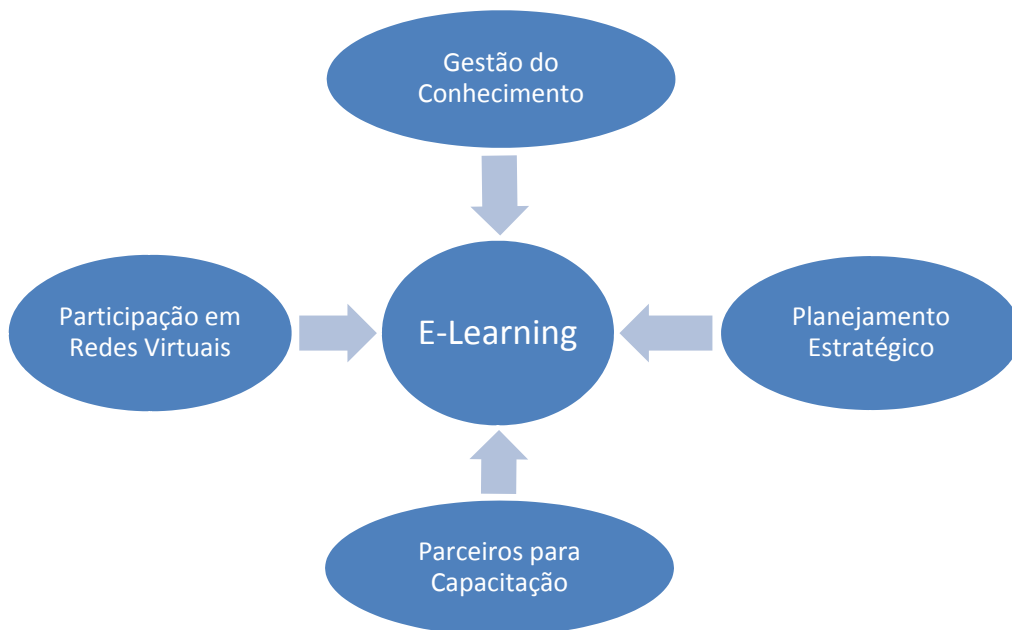 Gestão do
Conhecimento
Participação em
Redes Virtuais
E-Learning
Planejamento
Estratégico
Parceiros para
Capacitação